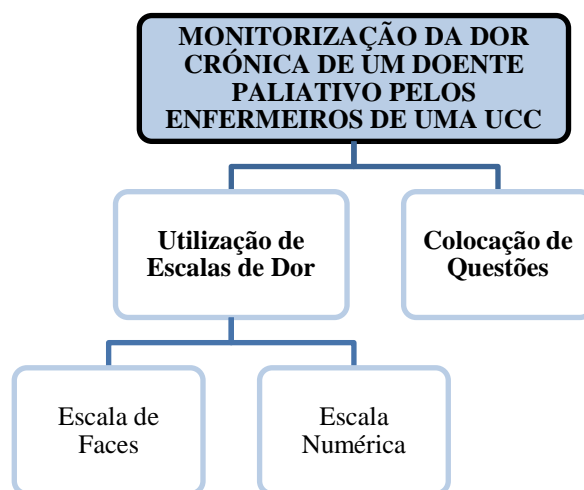 MONITORIZAÇÃO DA DOR
CRÓNICA DE UM DOENTE
PALIATIVO PELOS
ENFERMEIROS DE UMA UCC
Utilização de
Escalas de Dor
Colocação de
Questões
Escala de
Faces
Escala
Numérica